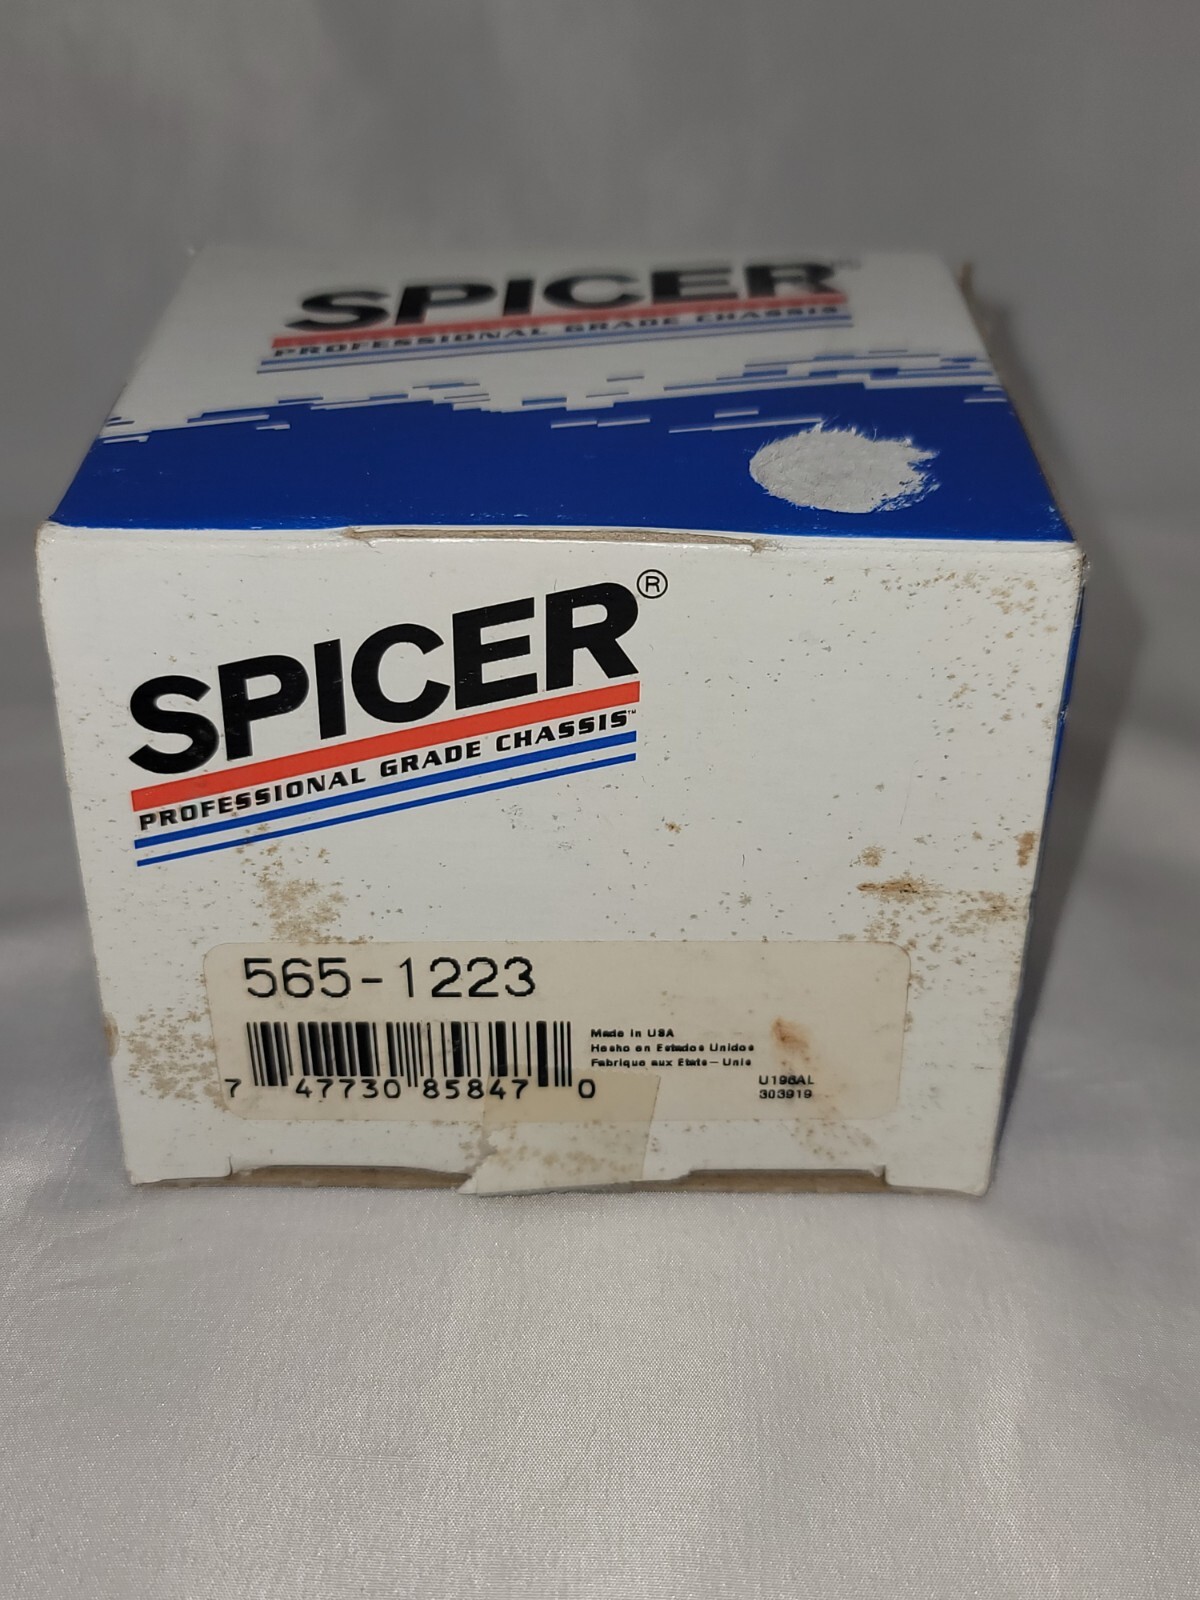 SPICER
PROFESSIONAL GRADE CHASSIS
SPICER®
PROFESSIONAL GRADE CHASSIS™
565-1223
Made in USA
Hecho en Estados Unidos
Fabrique aux Etats-Unis
7 47730 85847 0
U198AL
303919